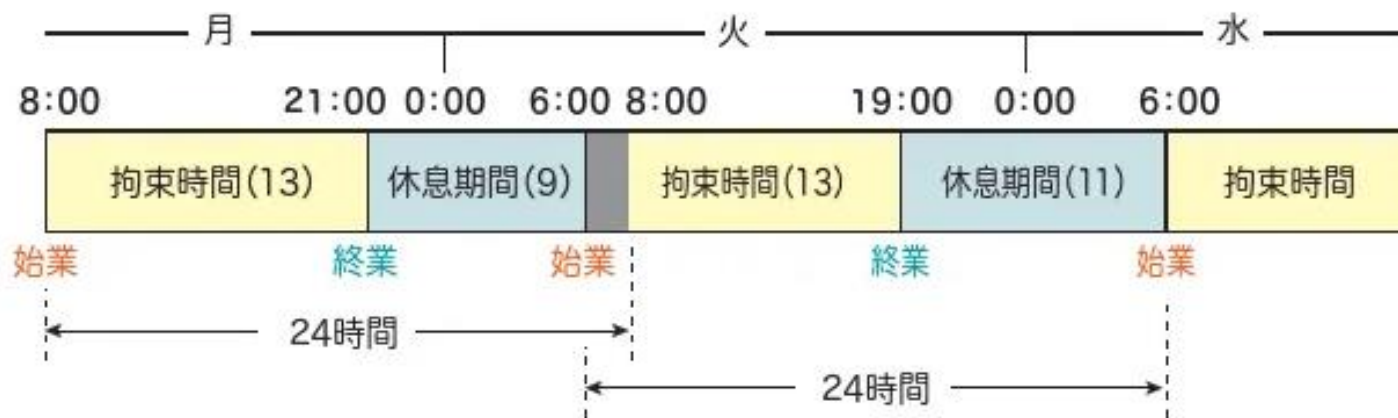 月 火 水
8:00 21:00 0:00 6:00 8:00 19:00 0:00 6:00
拘束時間(13) 休息期間(9) 拘束時間(13) 休息期間(11) 拘束時間
始業 終業 始業 終業 始業
24時間
24時間